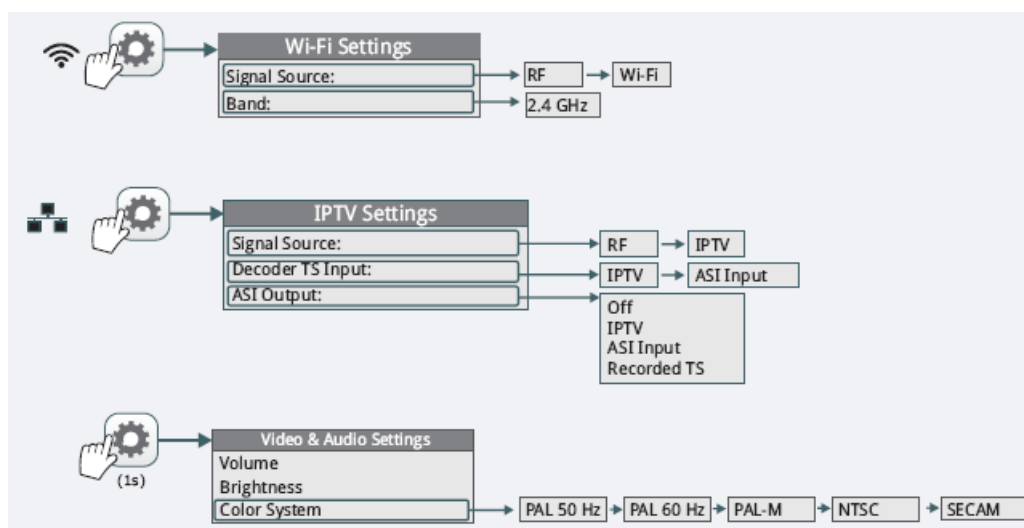 Wi-Fi Settings
Signal Source: RF Wi-Fi
Band: 2.4 GHz
IPTV Settings
Signal Source: RF IPTV
Decoder TS Input: IPTV ASI Input
ASI Output:
Off
IPTV
ASI Input
Recorded TS
Video & Audio Settings
Volume
(1s)
Brightness
Color System PAL 50 Hz PAL 60 Hz PAL-M NTSC SECAM